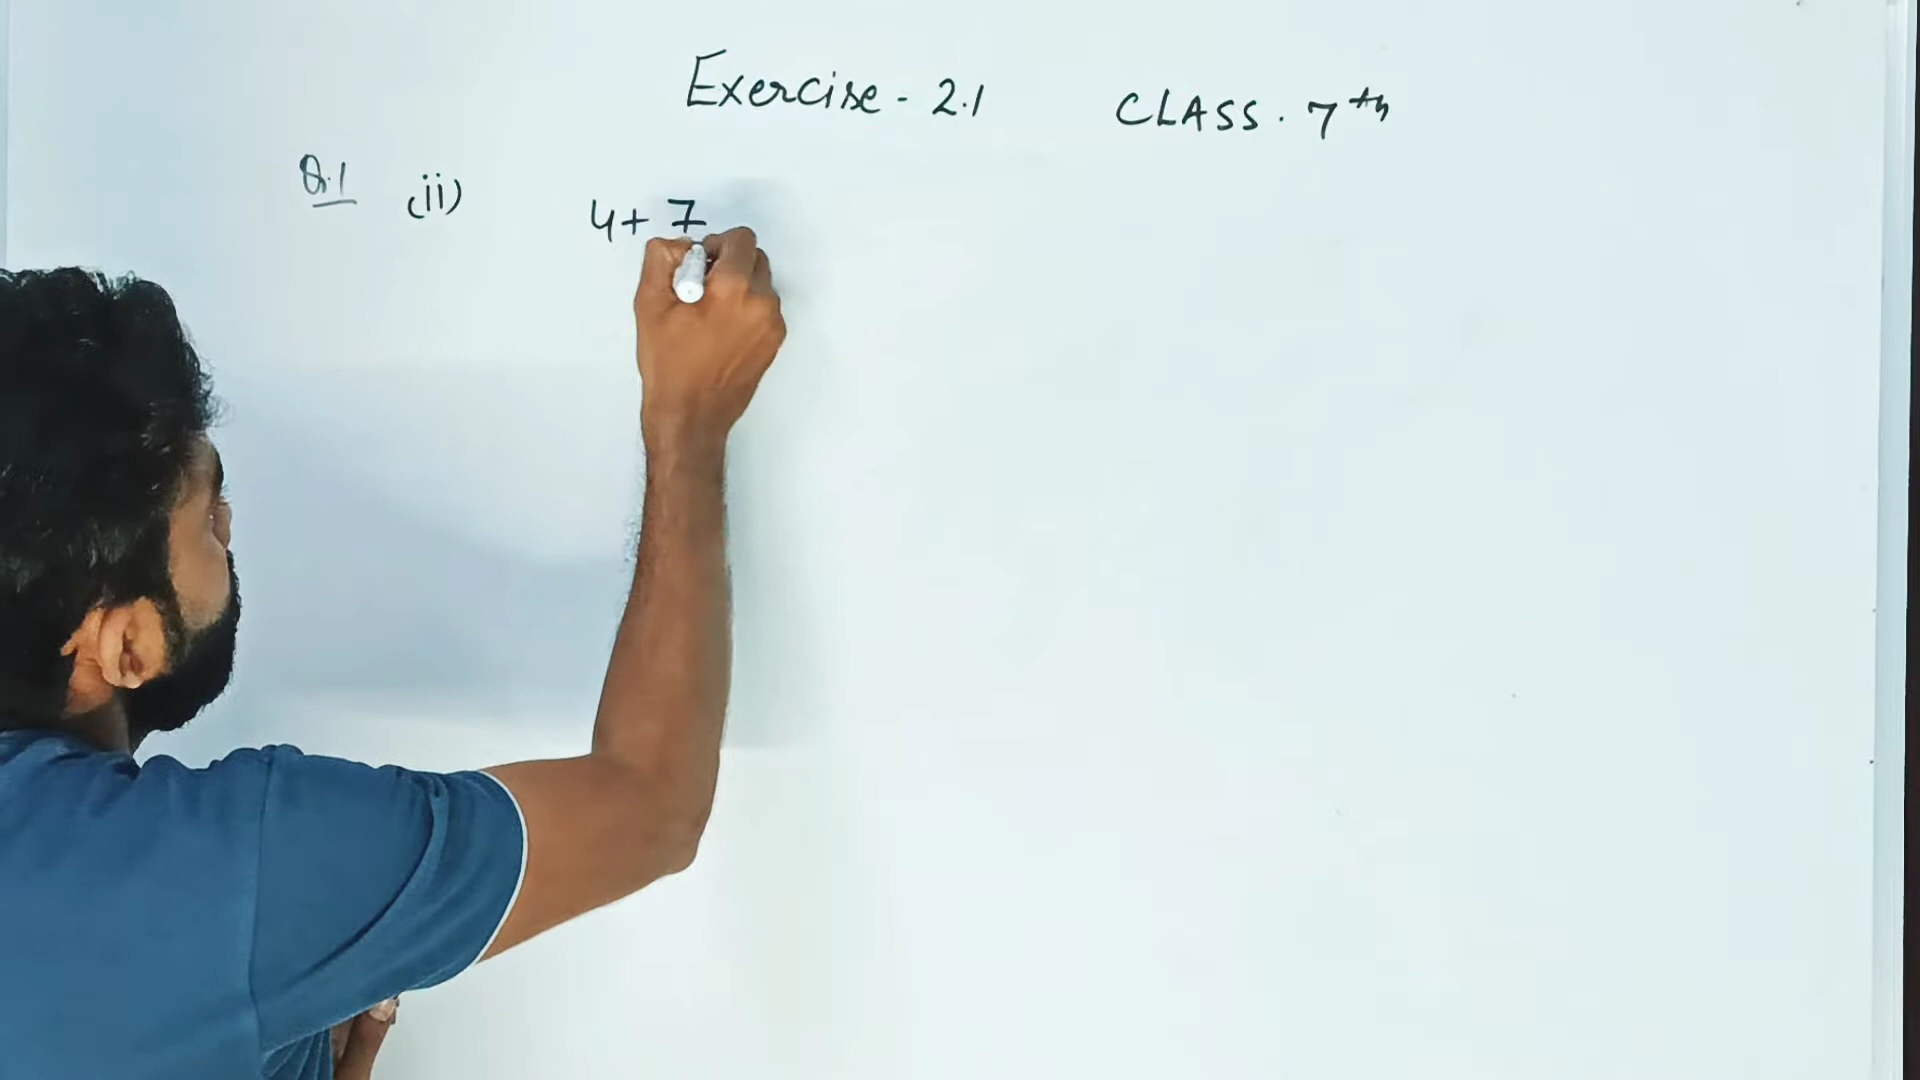 Exercise - 2.1 CLASS. 7th
Q.1 (ii) 4+ 7